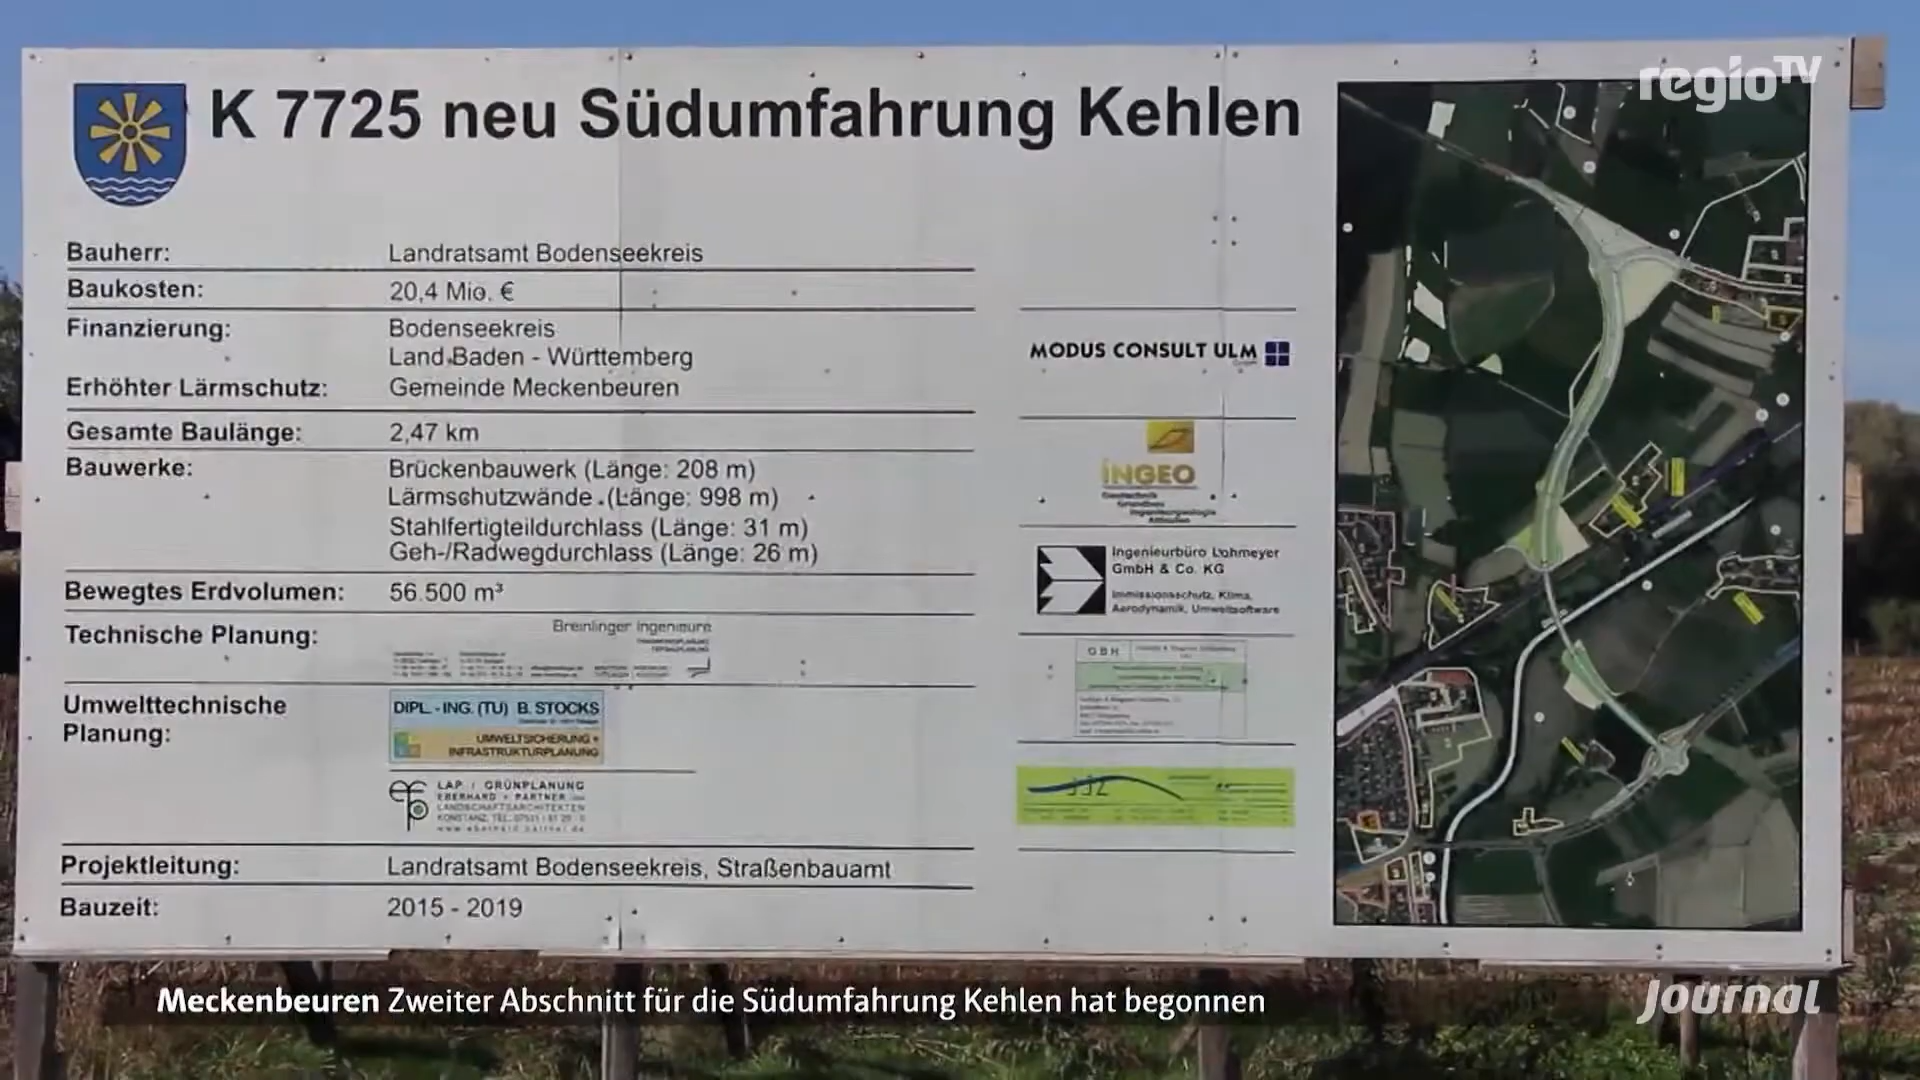 regioTV
K 7725 neu Südumfahrung Kehlen
Bauherr: Landratsamt Bodenseekreis
Baukosten: 20,4 Mio. €
Finanzierung: Bodenseekreis
Land Baden - Württemberg
Erhöhter Lärmschutz: Gemeinde Meckenbeuren
Gesamte Baulänge: 2,47 km
Bauwerke: Brückenbauwerk (Länge: 208 m)
Lärmschutzwände (Länge: 998 m)
Stahlfertigteildurchlass (Länge: 31 m)
Geh-/Radwegdurchlass (Länge: 26 m)
Bewegtes Erdvolumen: 56.500 m³
Technische Planung: Breinlinger Ingenieure
Umwelttechnische
Planung:
DIPL.-ING. (TU) B. STOCKS
UMWELTSICHERUNG +
INFRASTRUKTURPLANUNG
LAP / GRÜNPLANUNG
EBERHARD + PARTNER
LANDSCHAFTSARCHITEKTEN
Projektleitung: Landratsamt Bodenseekreis, Straßenbauamt
Bauzeit: 2015 - 2019
MODUS CONSULT ULM
INGEO
Ingenieurbüro Lohmeyer
GmbH & Co. KG
Immissionsschutz, Klima,
Aerodynamik, Umweltsoftware
GBH
Meckenbeuren Zweiter Abschnitt für die Südumfahrung Kehlen hat begonnen
Journal